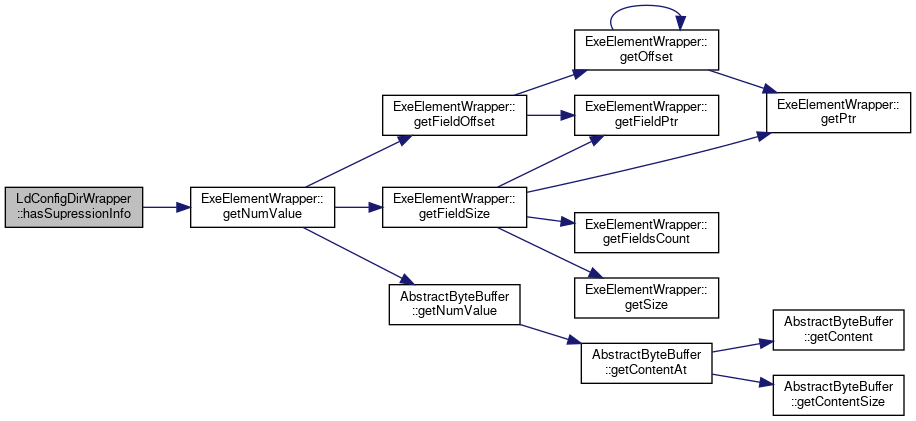 LdConfigDirWrapper
::hasSupressionInfo
ExeElementWrapper::
getNumValue
ExeElementWrapper::
getFieldOffset
ExeElementWrapper::
getOffset
ExeElementWrapper::
getPtr
ExeElementWrapper::
getFieldPtr
ExeElementWrapper::
getFieldSize
ExeElementWrapper::
getFieldsCount
ExeElementWrapper::
getSize
AbstractByteBuffer
::getNumValue
AbstractByteBuffer
::getContentAt
AbstractByteBuffer
::getContent
AbstractByteBuffer
::getContentSize